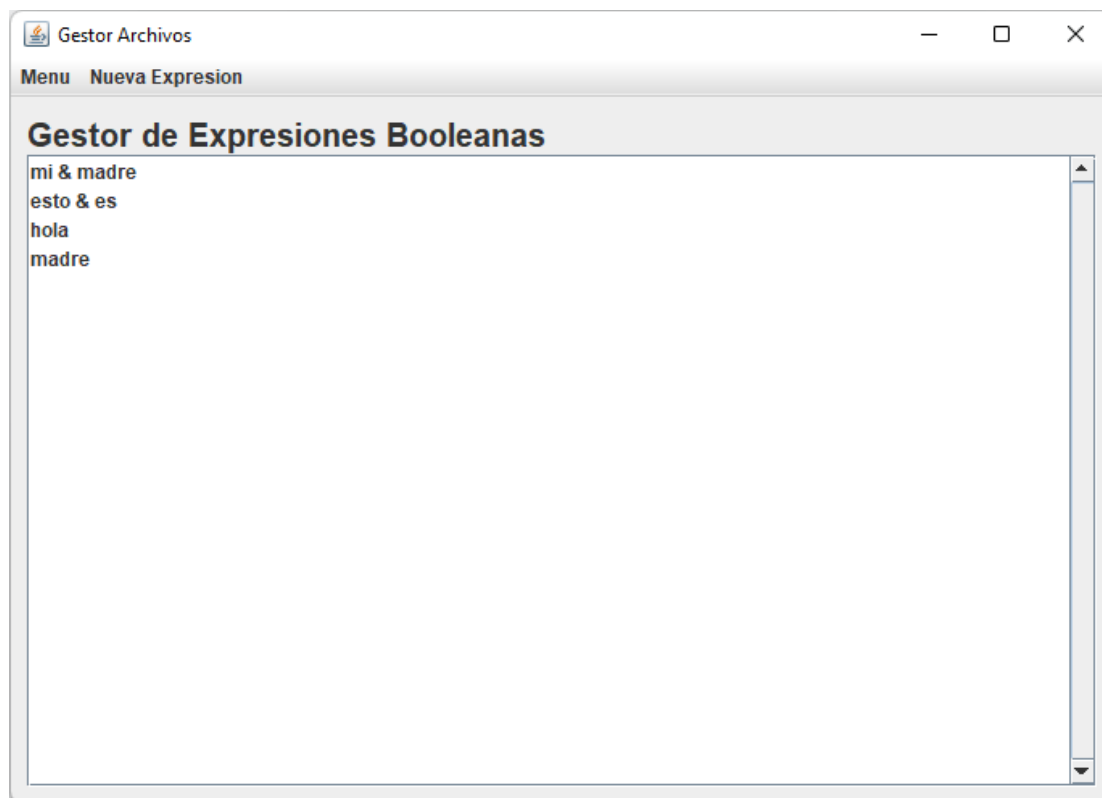 Gestor Archivos
Menu Nueva Expresion
Gestor de Expresiones Booleanas
mi & madre
esto & es
hola
madre